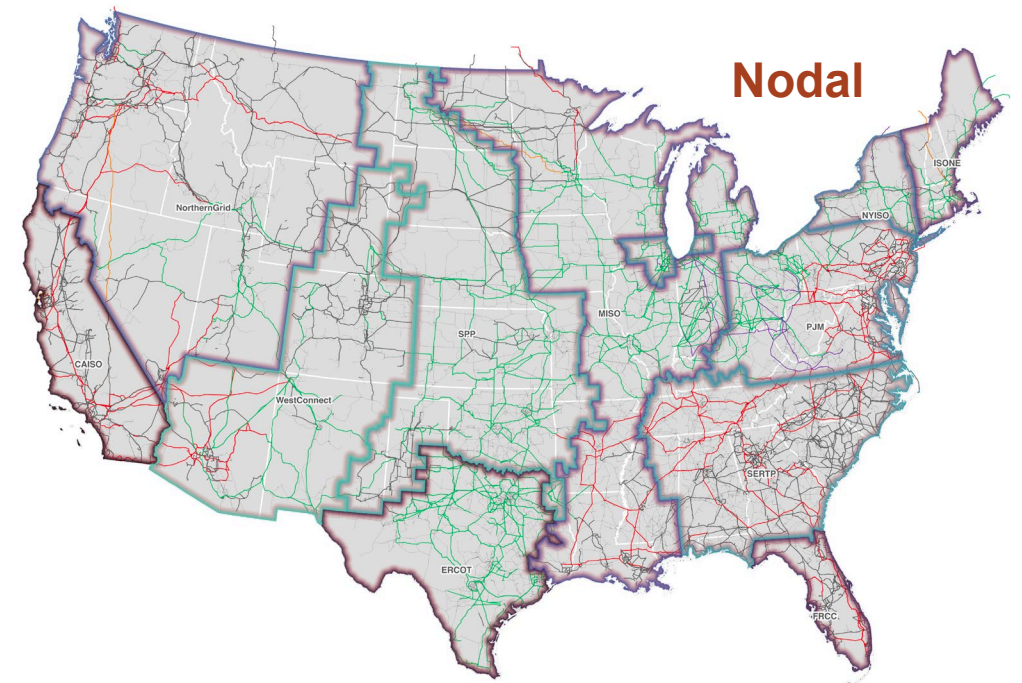 Nodal
ISONE
NorthernGrid
NYISO
MISO
SPP
PJM
CAISO
WestConnect
SERTP
ERCOT
FRCC